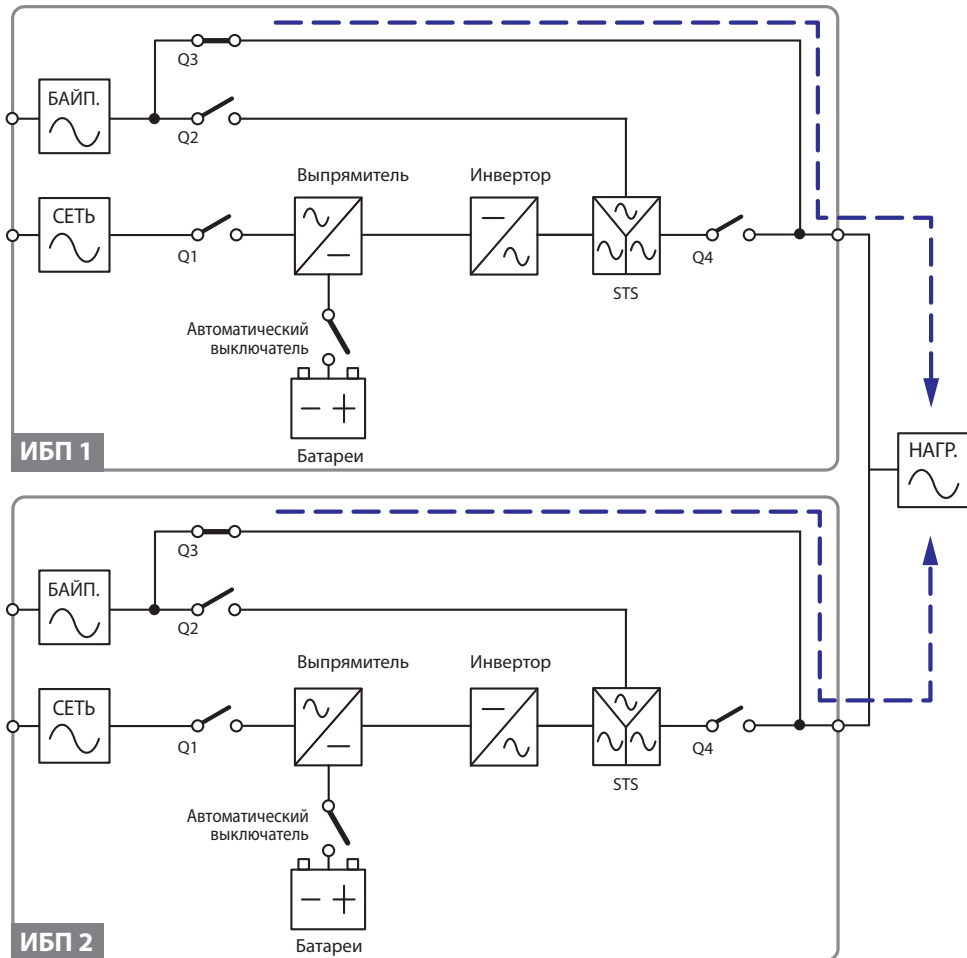 Q3
БАЙП.
Q2
Выпрямитель
Инвертор
СЕТЬ
Q1
Q4
STS
Автоматический
выключатель
НАГР.
ИБП 1
Батареи
Q3
БАЙП.
Q2
Выпрямитель
Инвертор
СЕТЬ
Q1
Q4
STS
Автоматический
выключатель
ИБП 2
Батареи